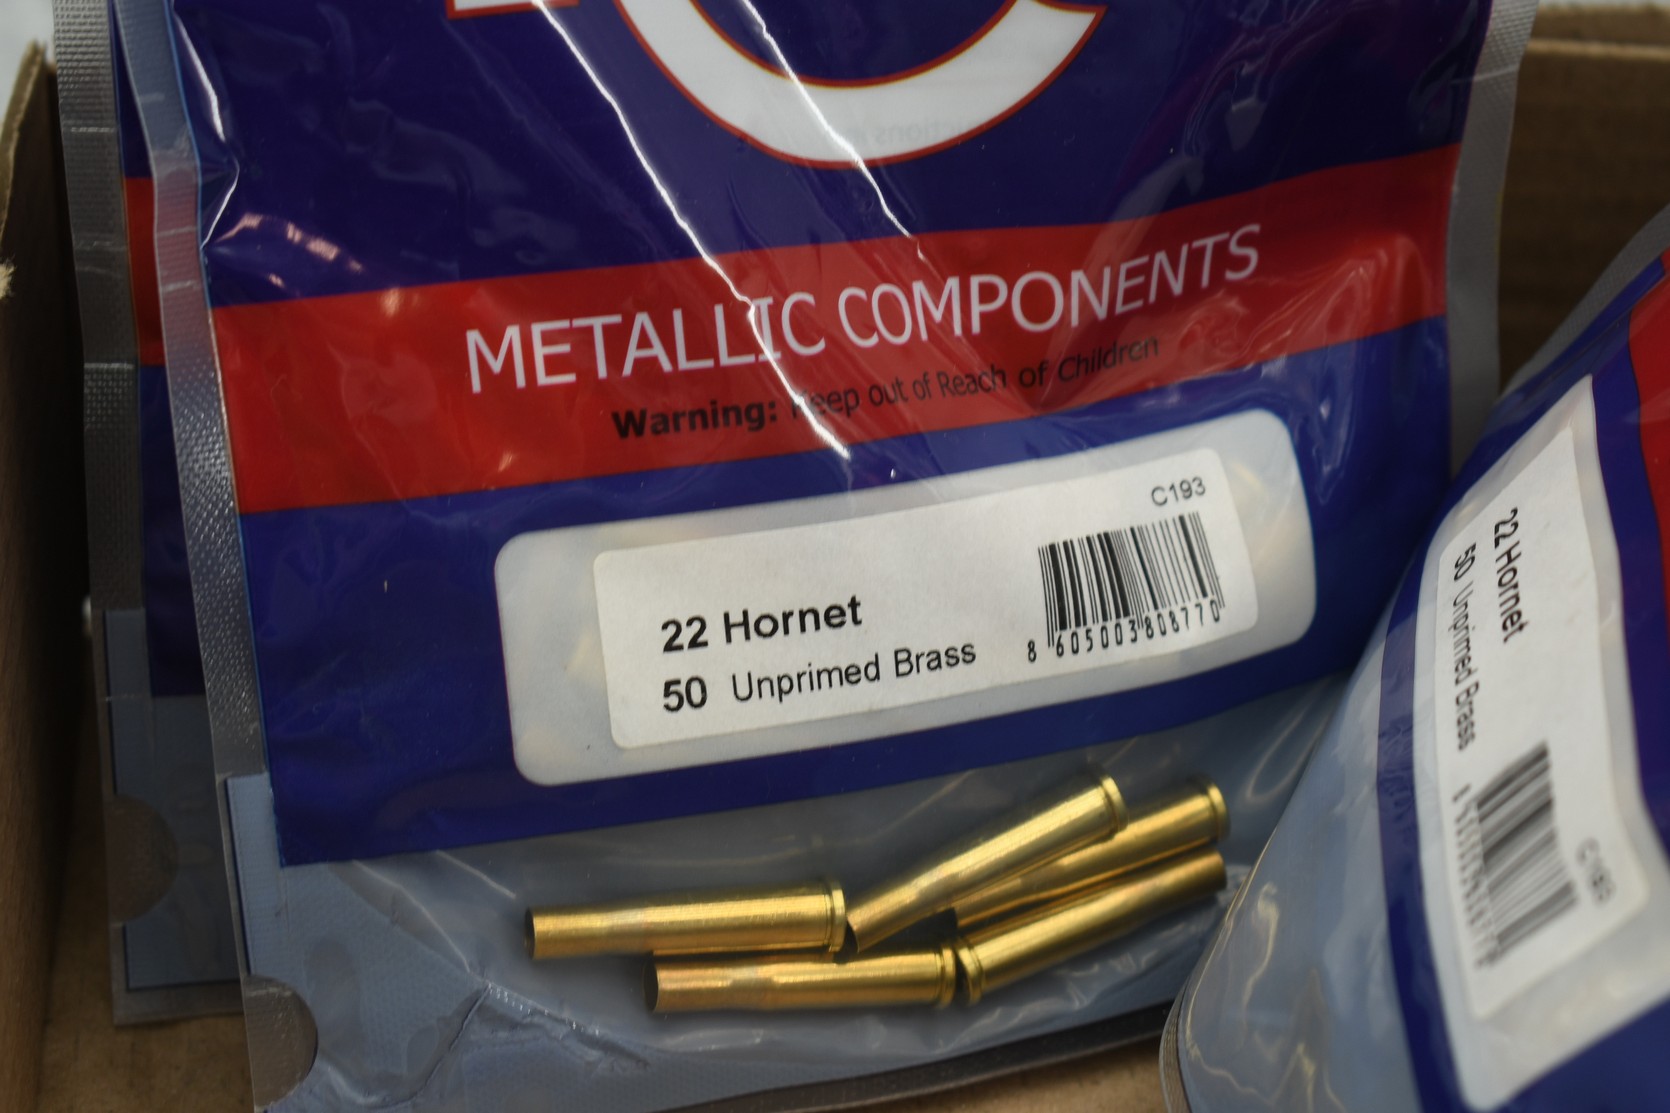 METALLIC COMPONENTS
Warning: Keep out of Reach of Children
C193
22 Hornet
50 Unprimed Brass
8 605003 808770
22 Hornet
50 Unprimed Brass